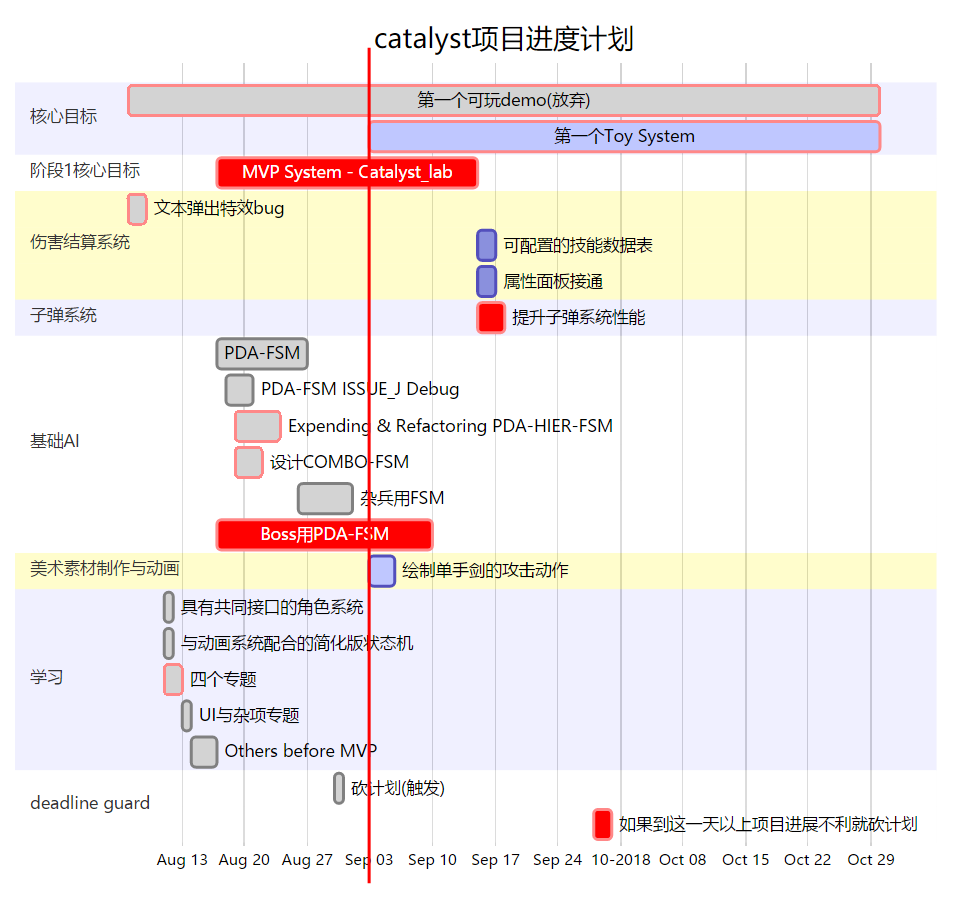 catalyst项目进度计划
核心目标
第一个可玩demo(放弃)
第一个Toy System
阶段1核心目标
MVP System - Catalyst_lab
伤害结算系统
文本弹出特效bug
可配置的技能数据表
属性面板接通
子弹系统
提升子弹系统性能
基础AI
PDA-FSM
PDA-FSM ISSUE_J Debug
Expending & Refactoring PDA-HIER-FSM
设计COMBO-FSM
杂兵用FSM
Boss用PDA-FSM
美术素材制作与动画
绘制单手剑的攻击动作
学习
具有共同接口的角色系统
与动画系统配合的简化版状态机
四个专题
UI与杂项专题
Others before MVP
deadline guard
砍计划(触发)
如果到这一天以上项目进展不利就砍计划
Aug 13 Aug 20 Aug 27 Sep 03 Sep 10 Sep 17 Sep 24 10-2018 Oct 08 Oct 15 Oct 22 Oct 29